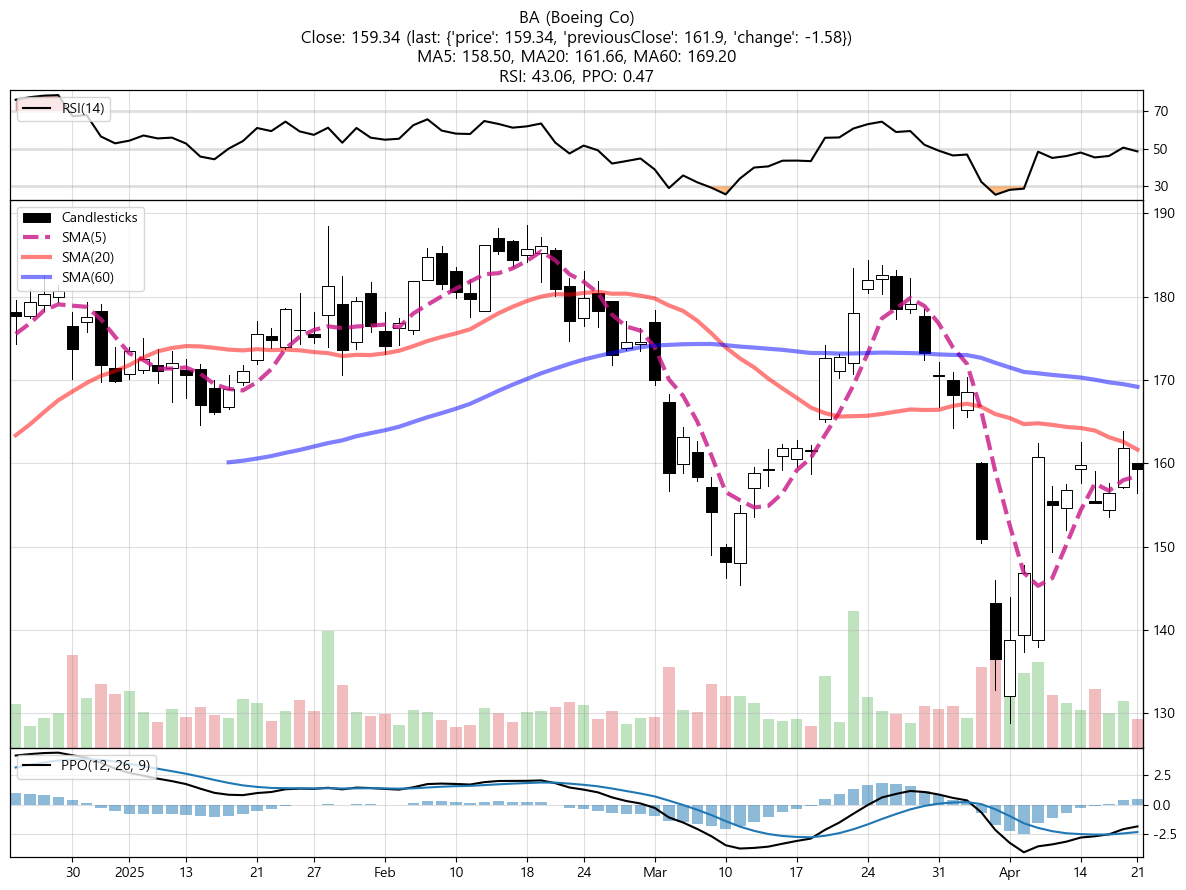 BA (Boeing Co)
Close: 159.34 (last: {'price': 159.34, 'previousClose': 161.9, 'change': -1.58})
MA5: 158.50, MA20: 161.66, MA60: 169.20
RSI: 43.06, PPO: 0.47
RSI(14)
70
50
30
Candlesticks
SMA(5)
SMA(20)
SMA(60)
190
180
170
160
150
140
130
PPO(12, 26, 9)
2.5
0.0
-2.5
30 2025 13 21 27 Feb 10 18 24 Mar 10 17 24 31 Apr 14 21